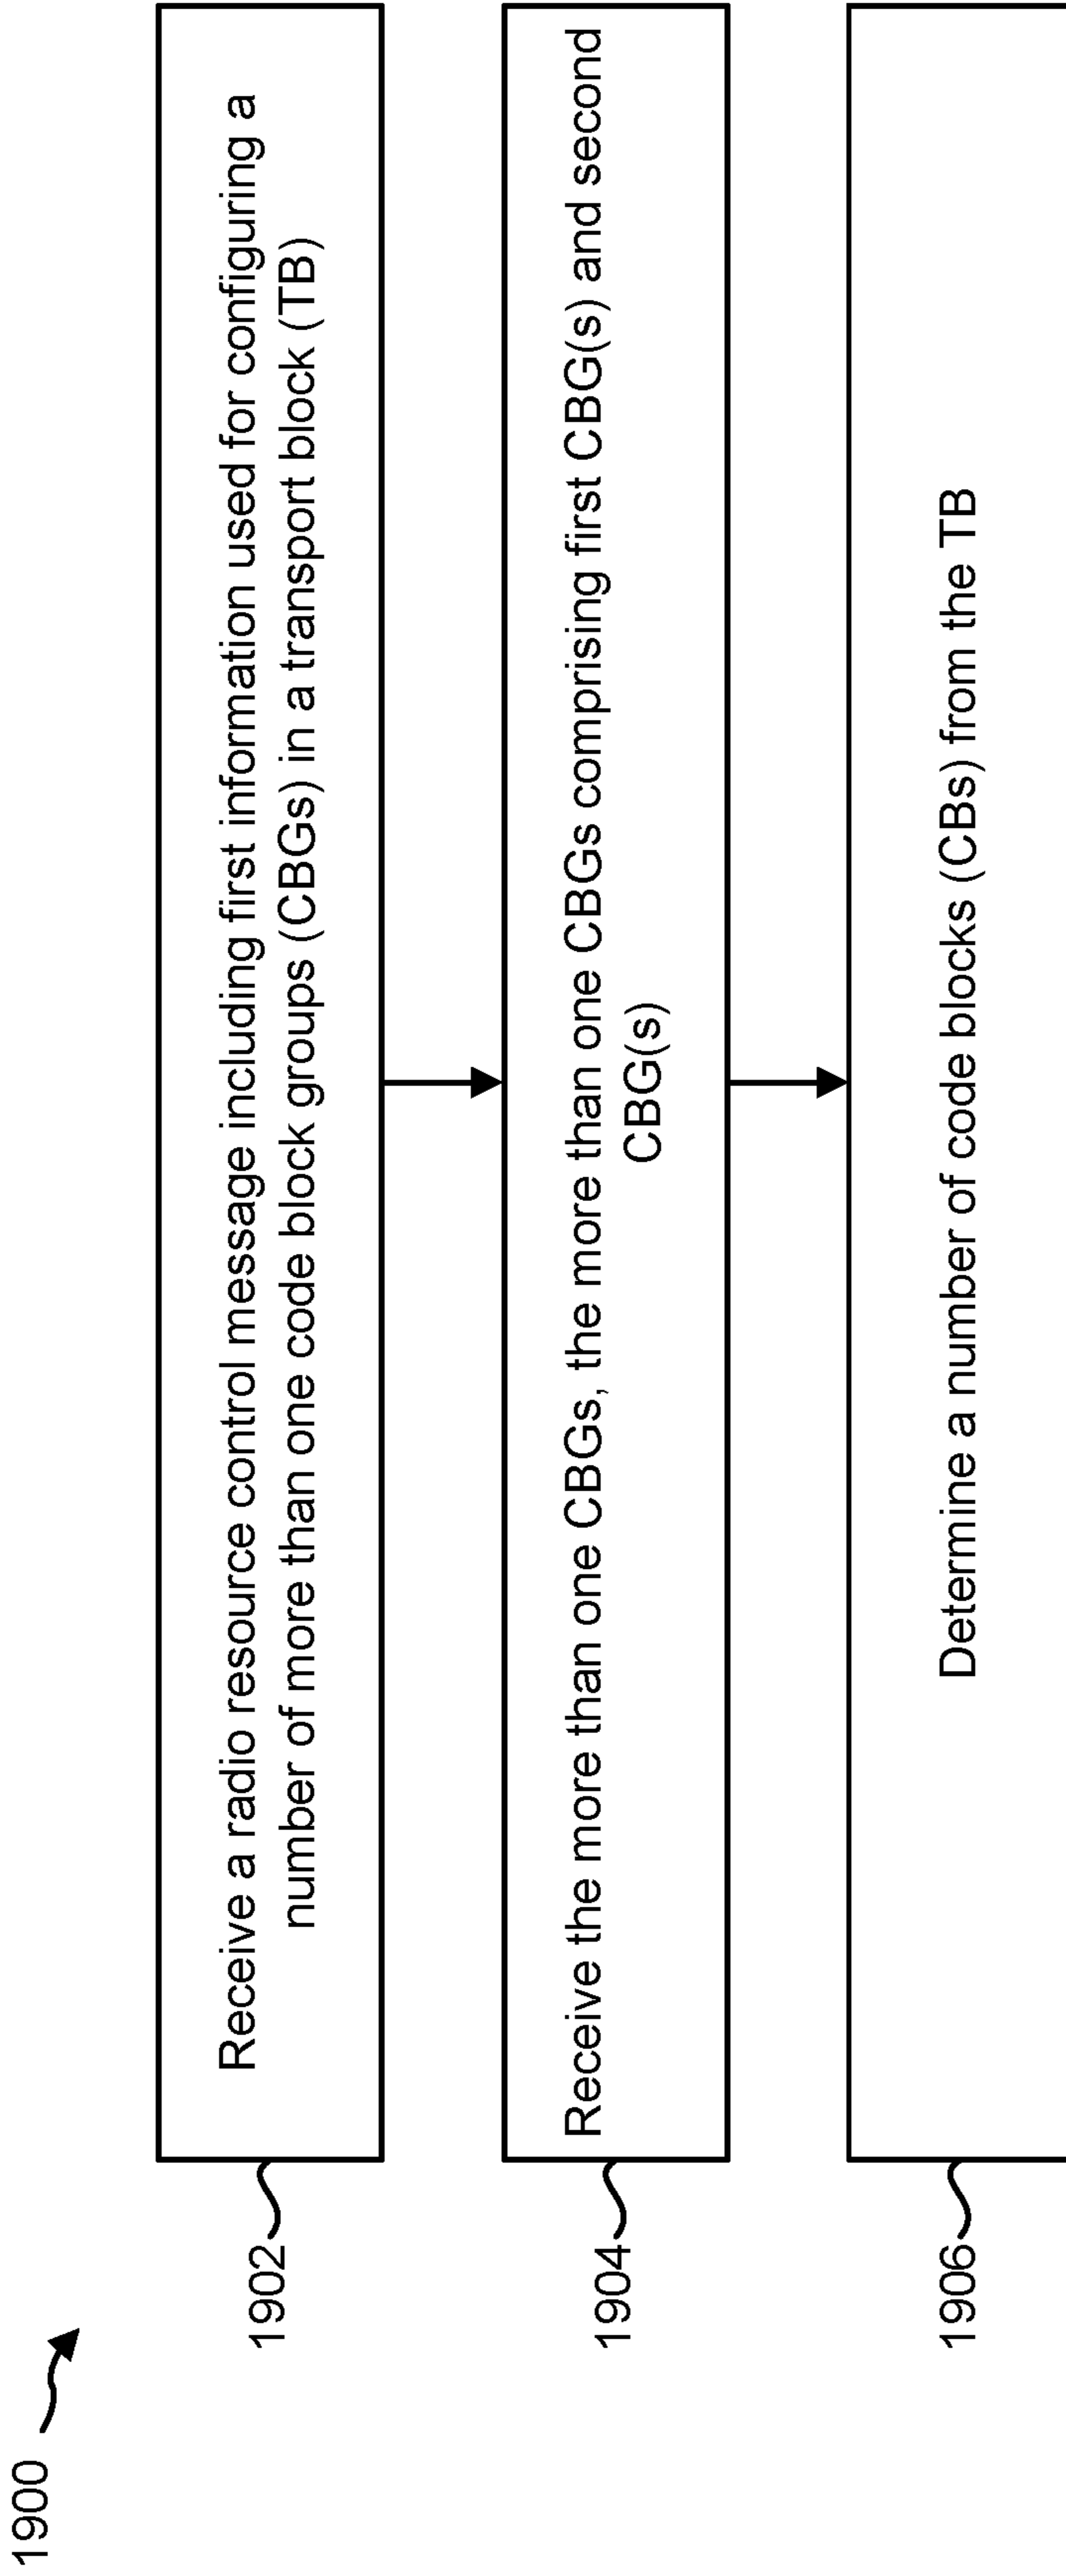 1900
1902
Receive a radio resource control message including first information used for configuring a
number of more than one code block groups (CBGs) in a transport block (TB)
1904
Receive the more than one CBGs, the more than one CBGs comprising first CBG(s) and second
CBG(s)
1906
Determine a number of code blocks (CBs) from the TB